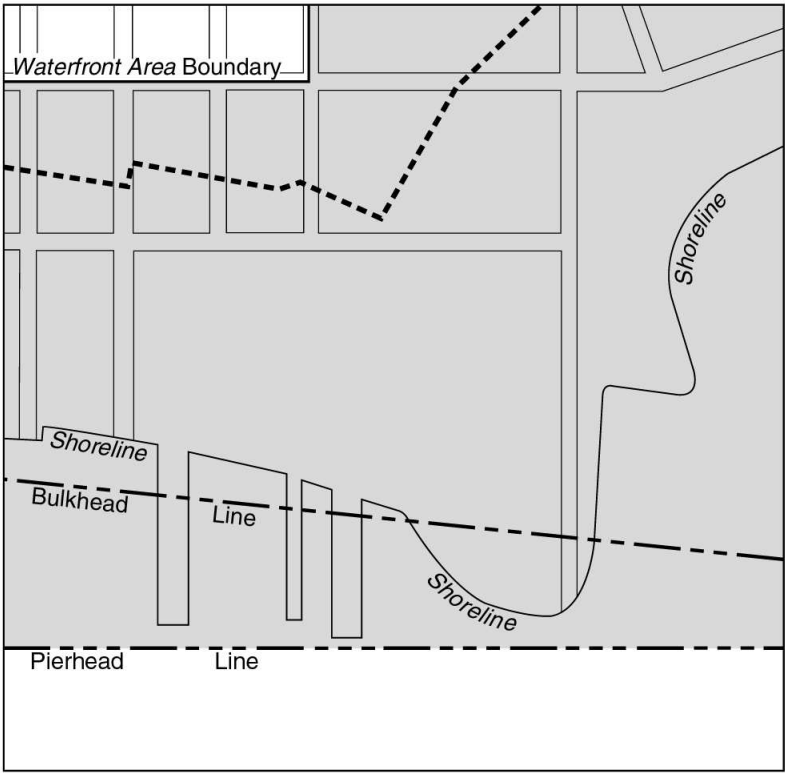 Waterfront Area Boundary
Shoreline
Shoreline
Bulkhead Line
Shoreline
Pierhead Line